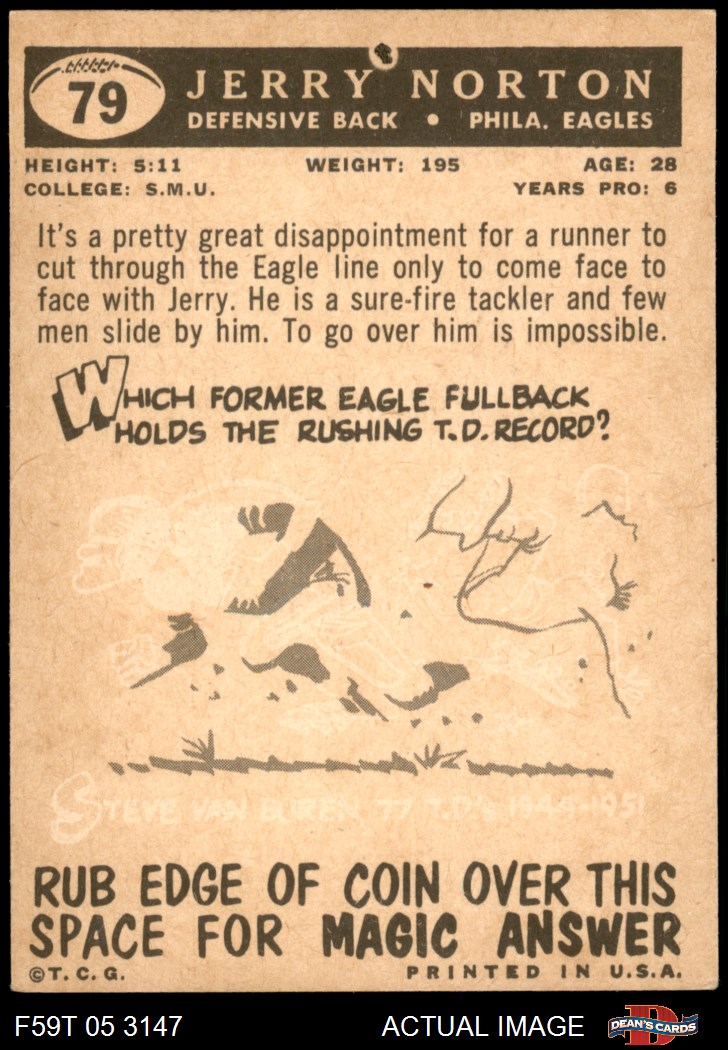 79
JERRY NORTON
DEFENSIVE BACK • PHILA. EAGLES
HEIGHT: 5:11 WEIGHT: 195 AGE: 28
COLLEGE: S.M.U. YEARS PRO: 6
It's a pretty great disappointment for a runner to
cut through the Eagle line only to come face to
face with Jerry. He is a sure-fire tackler and few
men slide by him. To go over him is impossible.
WHICH FORMER EAGLE FULLBACK
HOLDS THE RUSHING T.D. RECORD?
STEVE VAN BUREN, 77 T.D'S 1944-1951
RUB EDGE OF COIN OVER THIS
SPACE FOR MAGIC ANSWER
©T.C.G. PRINTED IN U.S.A.
F59T 05 3147 ACTUAL IMAGE DEAN'S CARDS